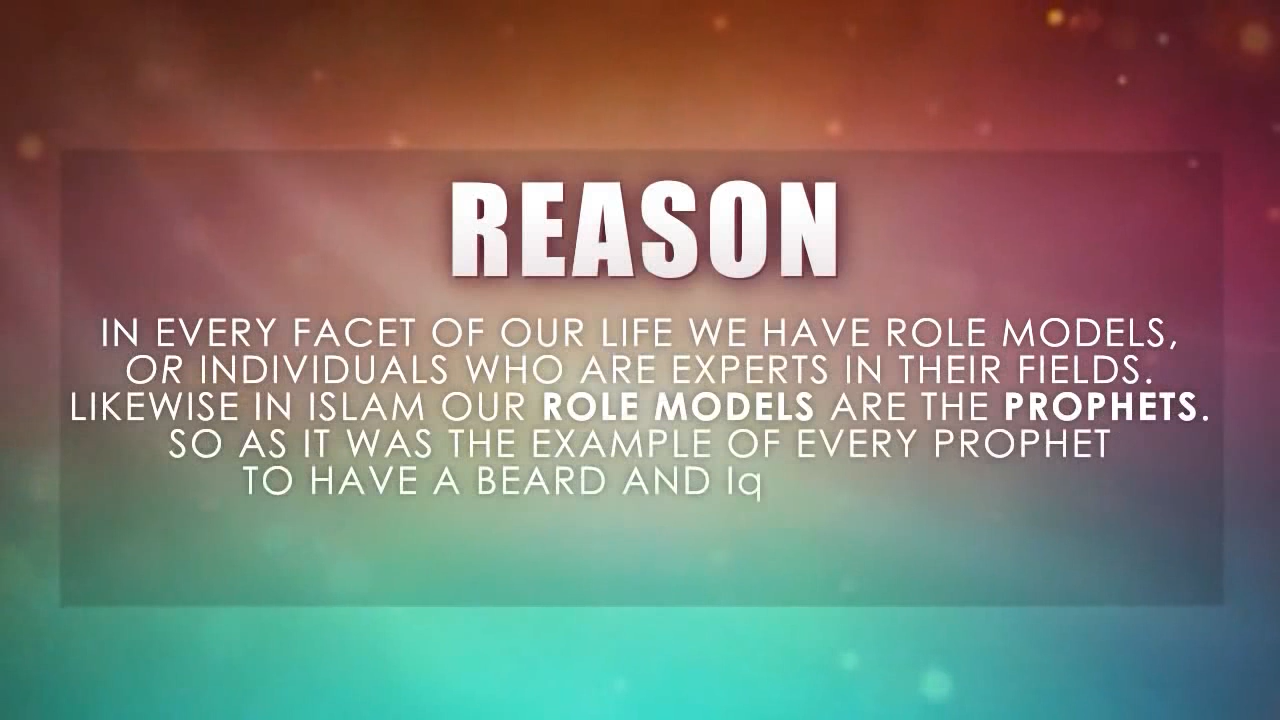 REASON
IN EVERY FACET OF OUR LIFE WE HAVE ROLE MODELS,
OR INDIVIDUALS WHO ARE EXPERTS IN THEIR FIELDS.
LIKEWISE IN ISLAM OUR ROLE MODELS ARE THE PROPHETS.
SO AS IT WAS THE EXAMPLE OF EVERY PROPHET
TO HAVE A BEARD AND Iq